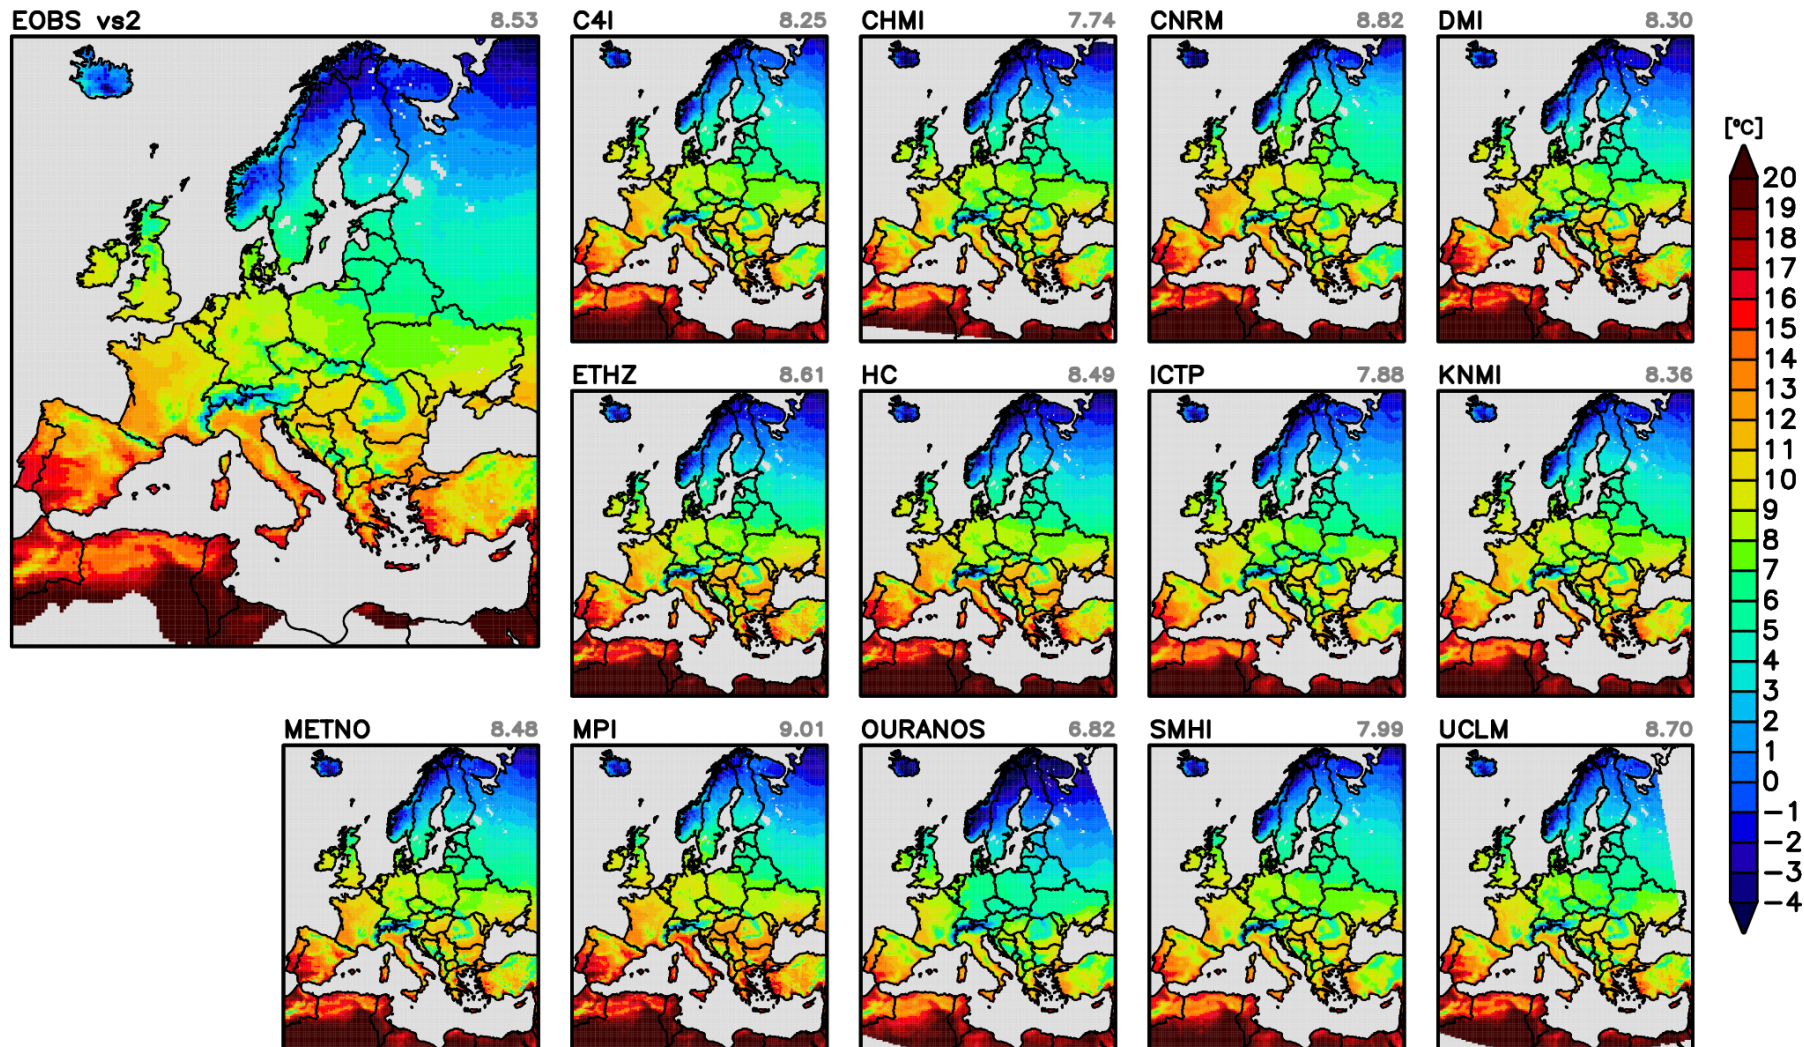 EOBS vs2 8.53
C4I 8.25
CHMI 7.74
CNRM 8.82
DMI 8.30
[°C]
20
19
18
17
16
15
14
13
12
11
10
9
8
7
6
5
4
3
2
1
0
−1
−2
−3
−4
ETHZ 8.61
HC 8.49
ICTP 7.88
KNMI 8.36
METNO 8.48
MPI 9.01
OURANOS 6.82
SMHI 7.99
UCLM 8.70